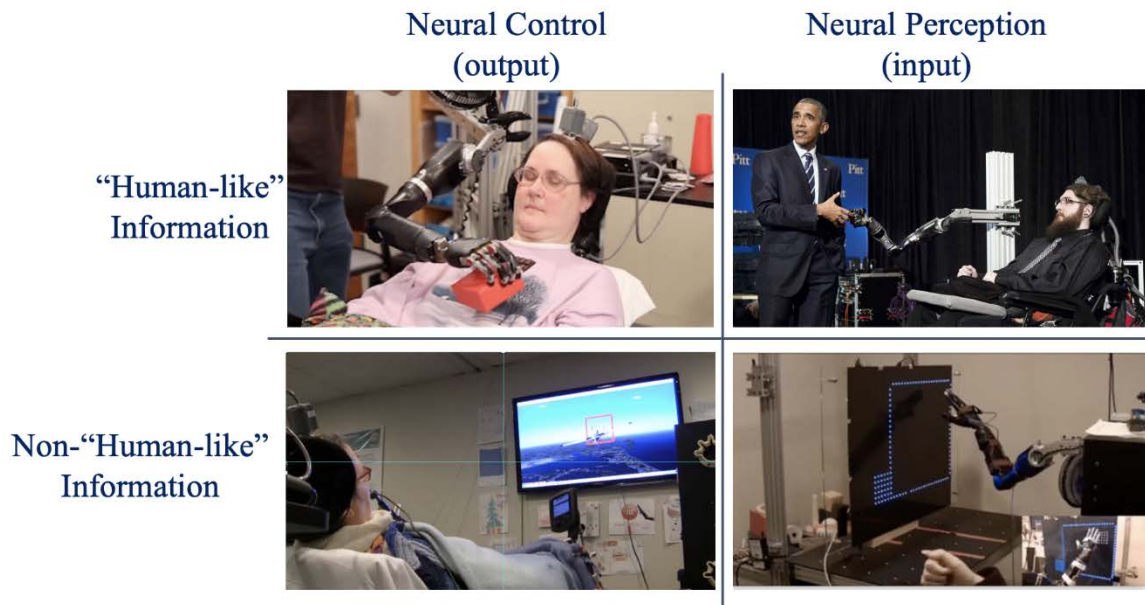 Neural Control
(output)
Neural Perception
(input)
“Human-like”
Information
Pitt
Pitt
Non-“Human-like”
Information